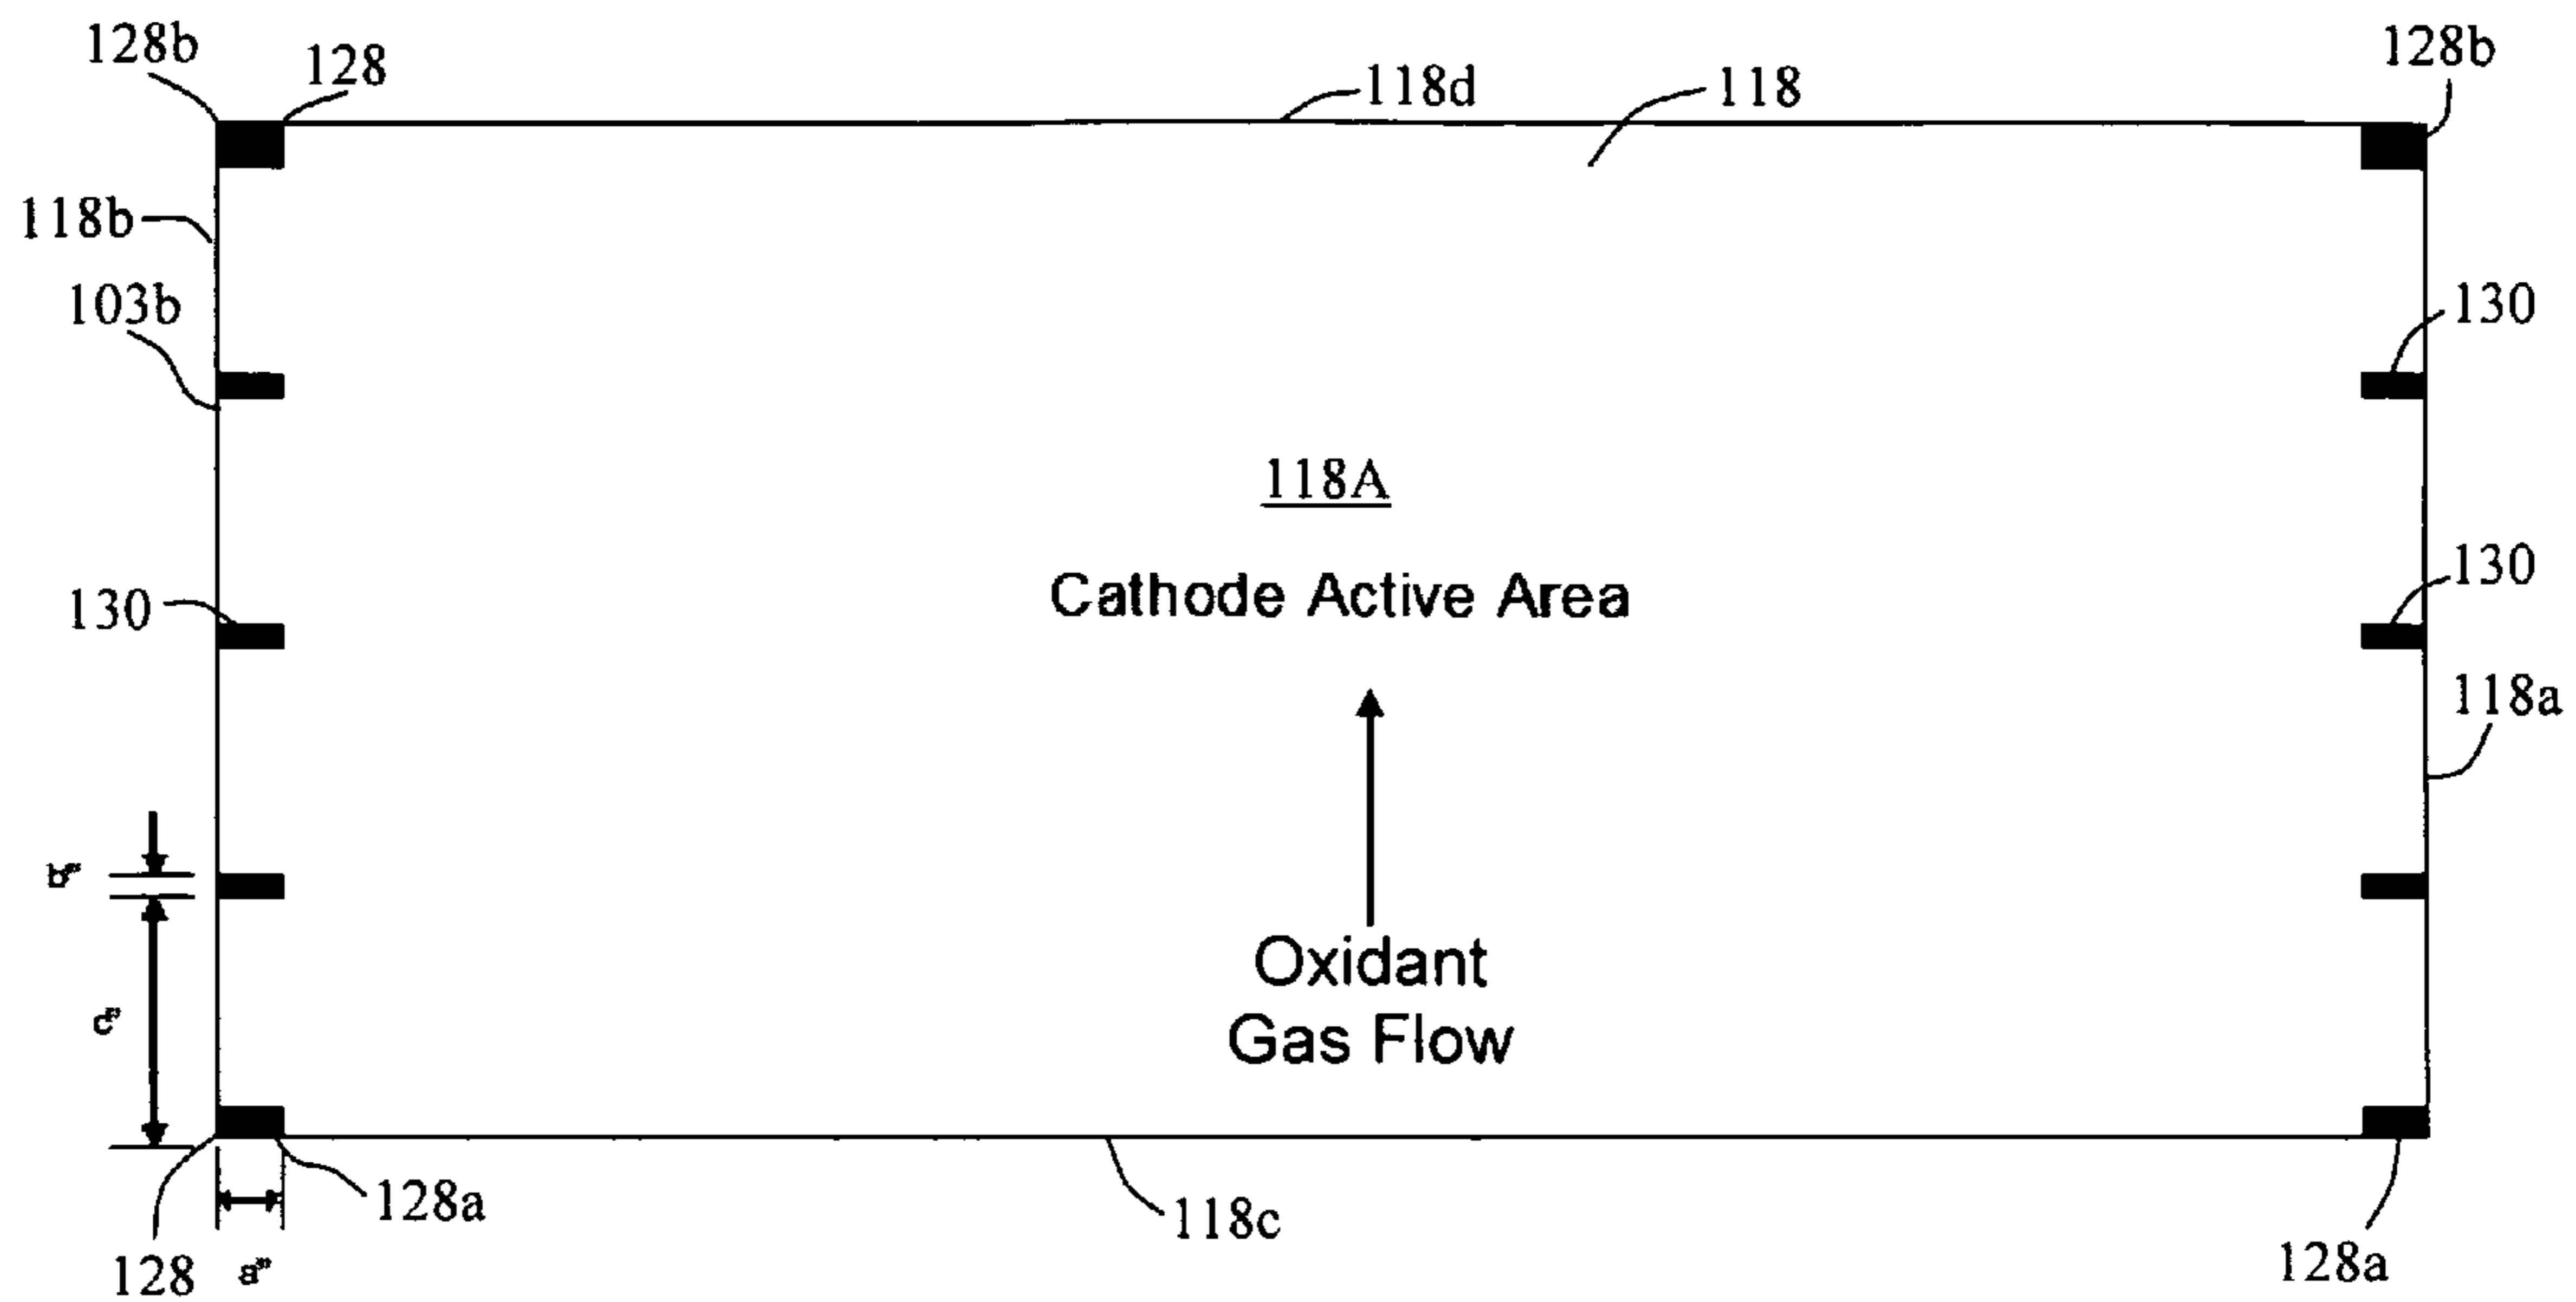 128b
128
118d
118
128b
118b
103b
130
118A
Cathode Active Area
130
130
118a
b"
Oxidant
Gas Flow
c"
128a
118c
128
a"
128a